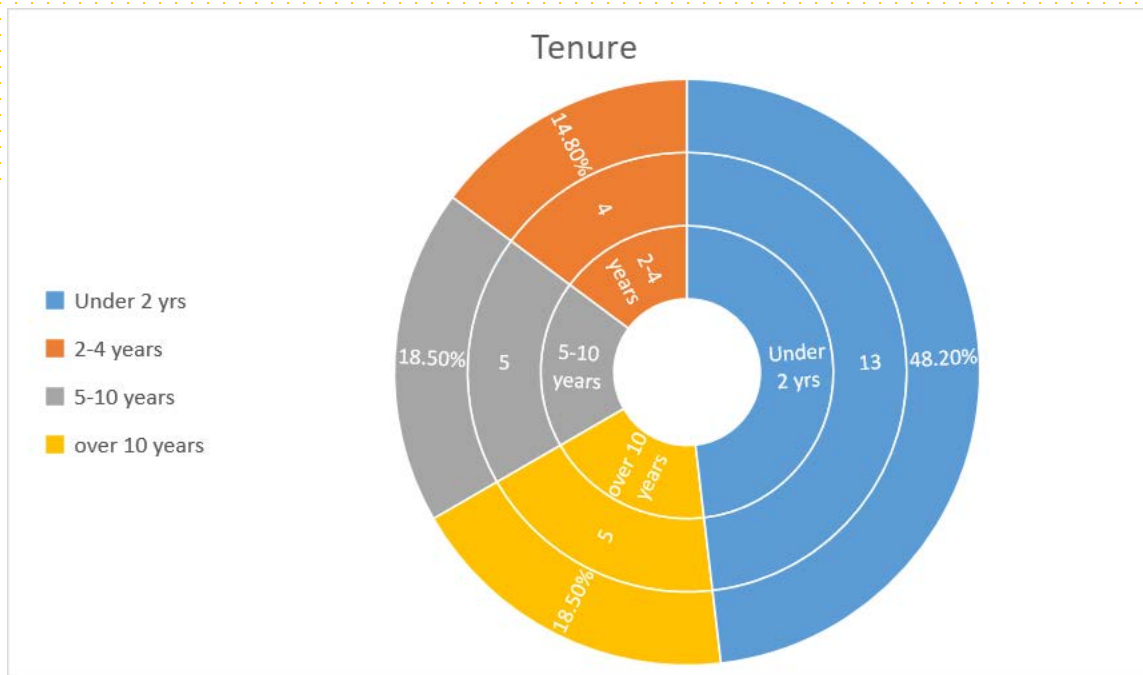 Tenure
Under 2 yrs
2-4 years
5-10 years
over 10 years
14.80%
4
2-4
years
18.50%
5
5-10
years
Under
2 yrs
13
48.20%
over 10
years
5
18.50%